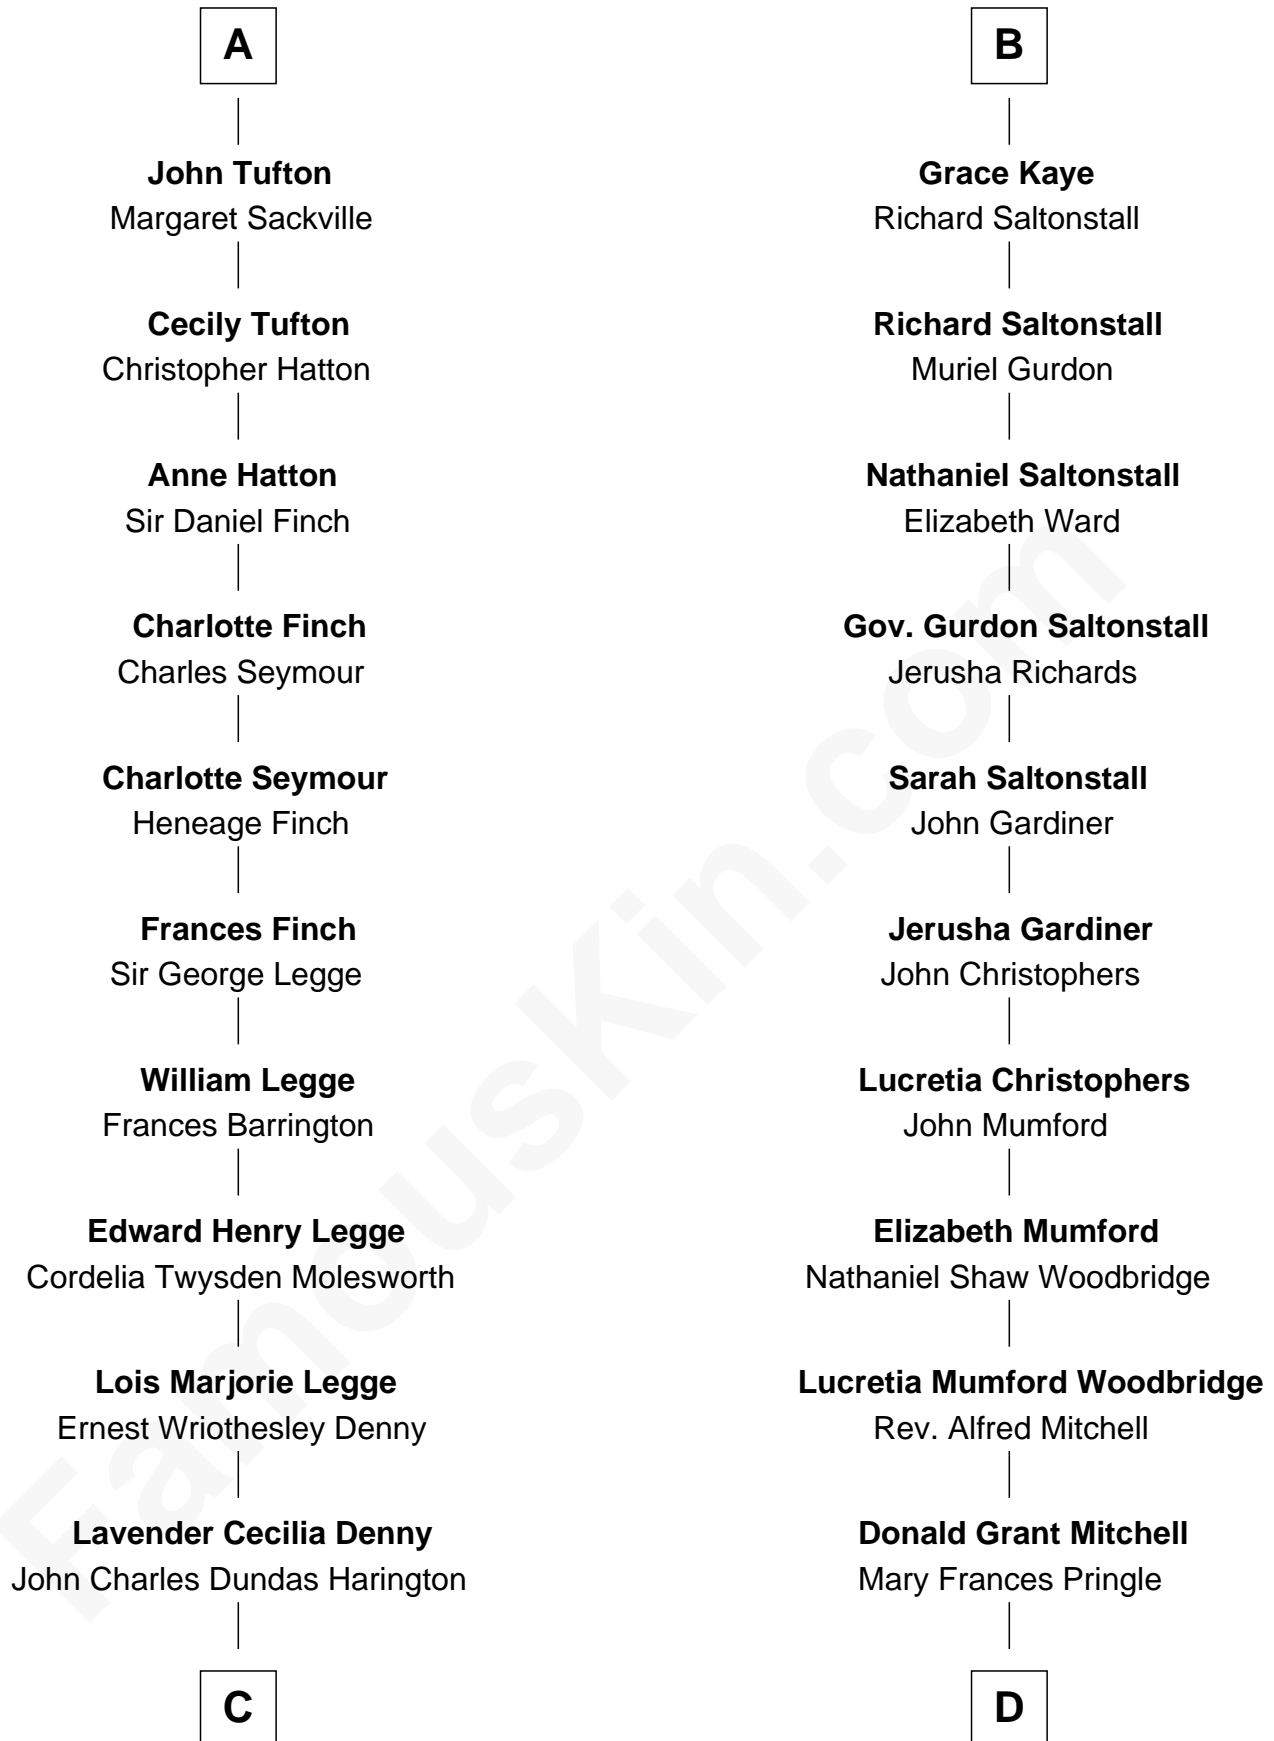 A
John Tufton
Margaret Sackville
Cecily Tufton
Christopher Hatton
Anne Hatton
Sir Daniel Finch
Charlotte Finch
Charles Seymour
Charlotte Seymour
Heneage Finch
Frances Finch
Sir George Legge
William Legge
Frances Barrington
Edward Henry Legge
Cordelia Twysden Molesworth
Lois Marjorie Legge
Ernest Wriothesley Denny
Lavender Cecilia Denny
John Charles Dundas Harington
C
B
Grace Kaye
Richard Saltonstall
Richard Saltonstall
Muriel Gurdon
Nathaniel Saltonstall
Elizabeth Ward
Gov. Gurdon Saltonstall
Jerusha Richards
Sarah Saltonstall
John Gardiner
Jerusha Gardiner
John Christophers
Lucretia Christophers
John Mumford
Elizabeth Mumford
Nathaniel Shaw Woodbridge
Lucretia Mumford Woodbridge
Rev. Alfred Mitchell
Donald Grant Mitchell
Mary Frances Pringle
D
FamousKin.com